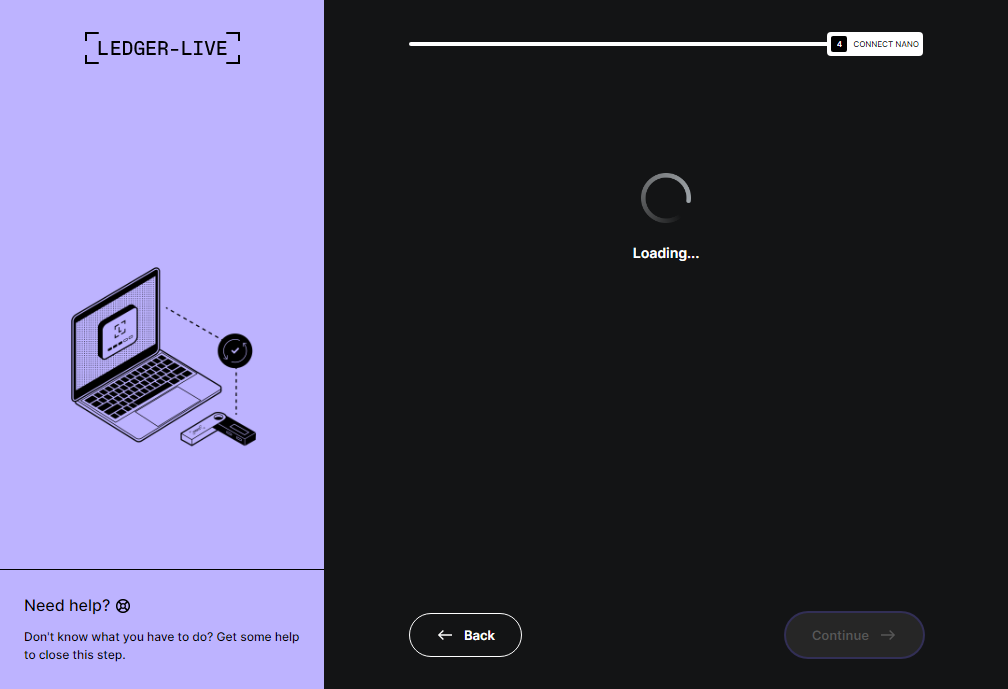 LEDGER-LIVE
4 CONNECT NANO
Loading...
Need help?
Don't know what you have to do? Get some help
to close this step.
Back
Continue